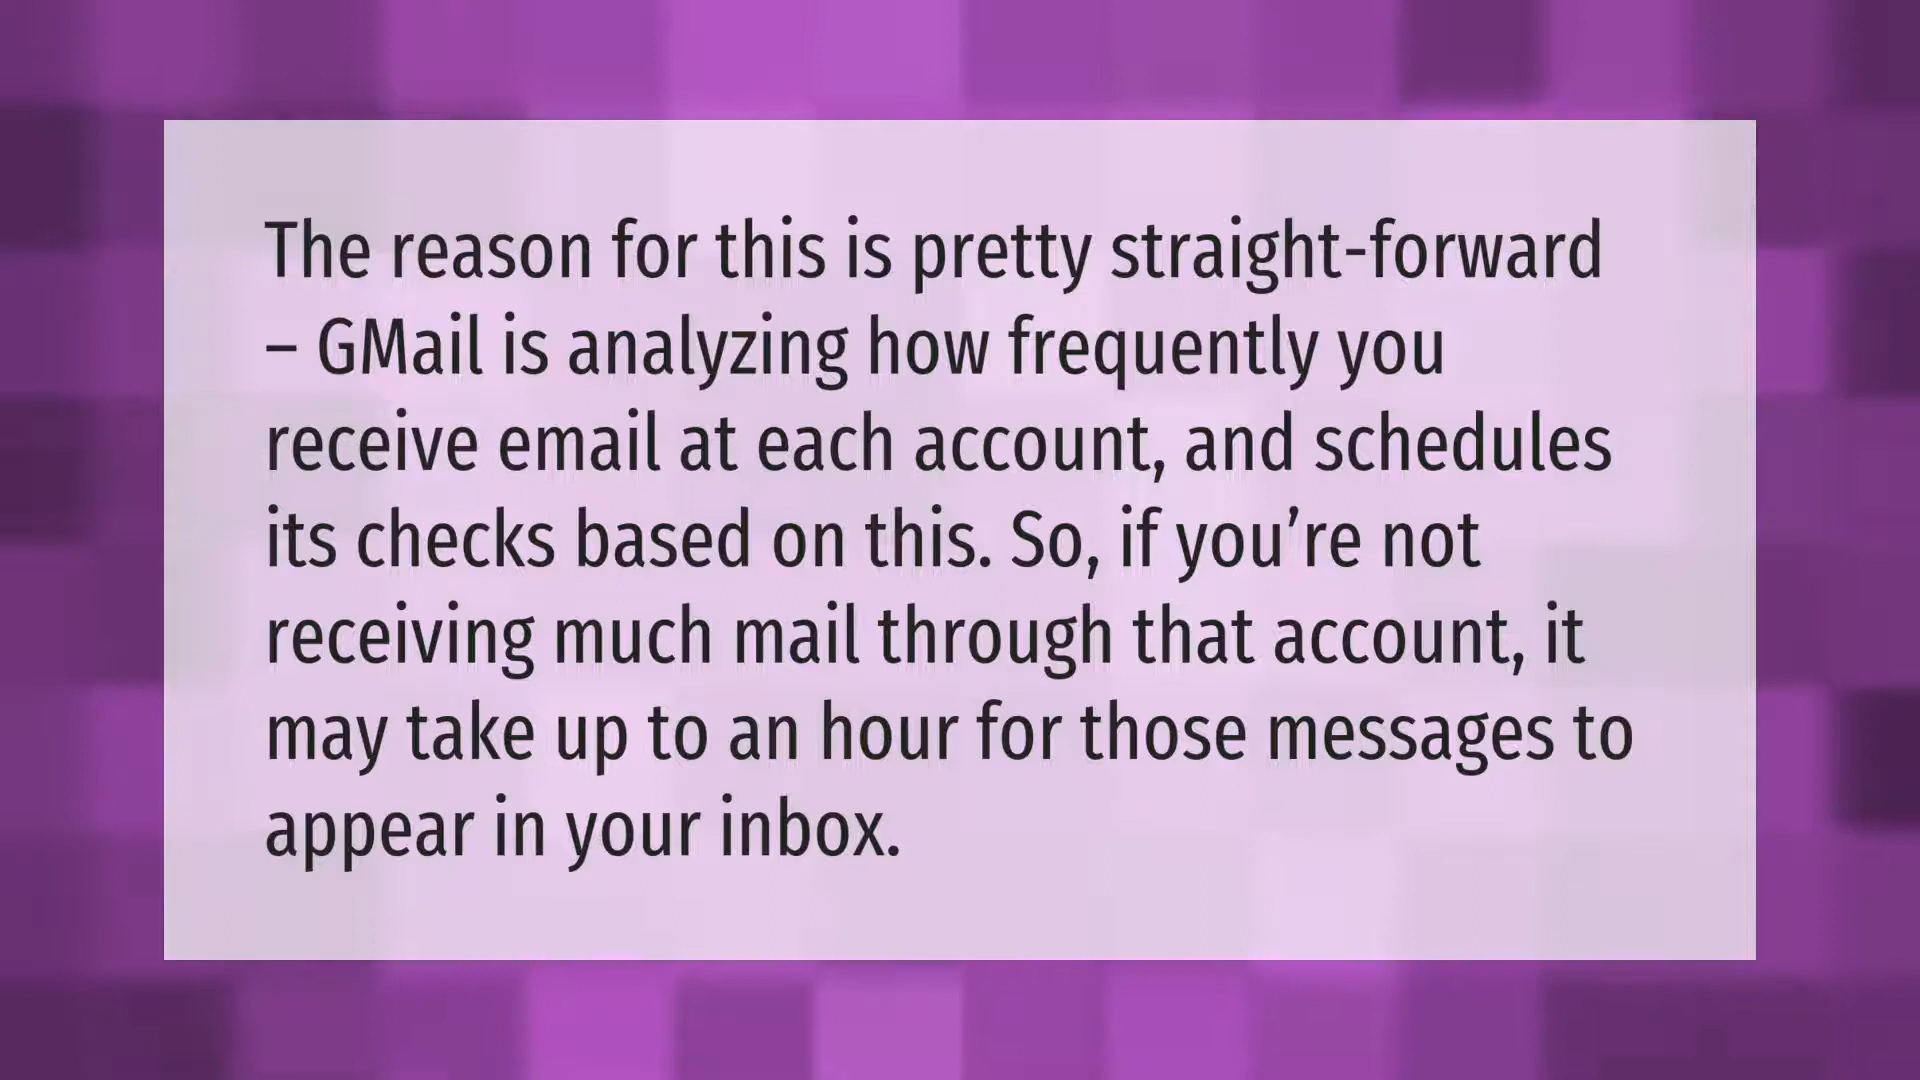 The reason for this is pretty straight-forward
– GMail is analyzing how frequently you
receive email at each account, and schedules
its checks based on this. So, if you’re not
receiving much mail through that account, it
may take up to an hour for those messages to
appear in your inbox.